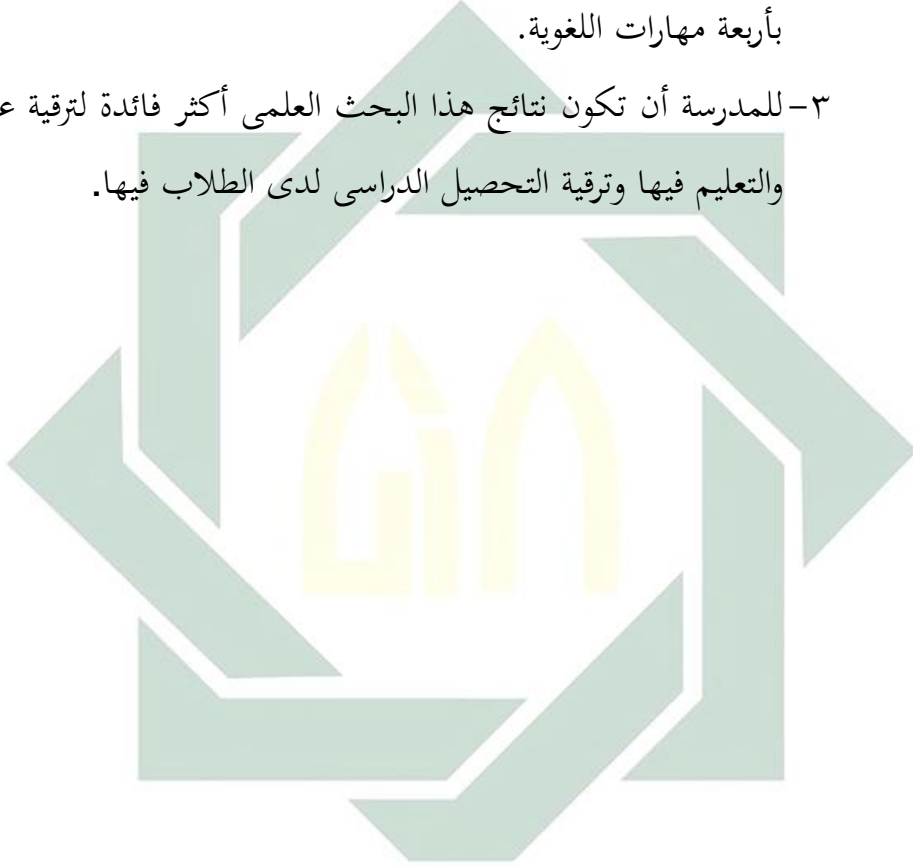 بأربعة مهارات اللغوية.
٣-للمدرسة أن تكون نتائج هذا البحث العلمى أكثر فائدة لترقية
والتعليم فيها وترقية التحصيل الدراسى لدى الطلاب فيها.